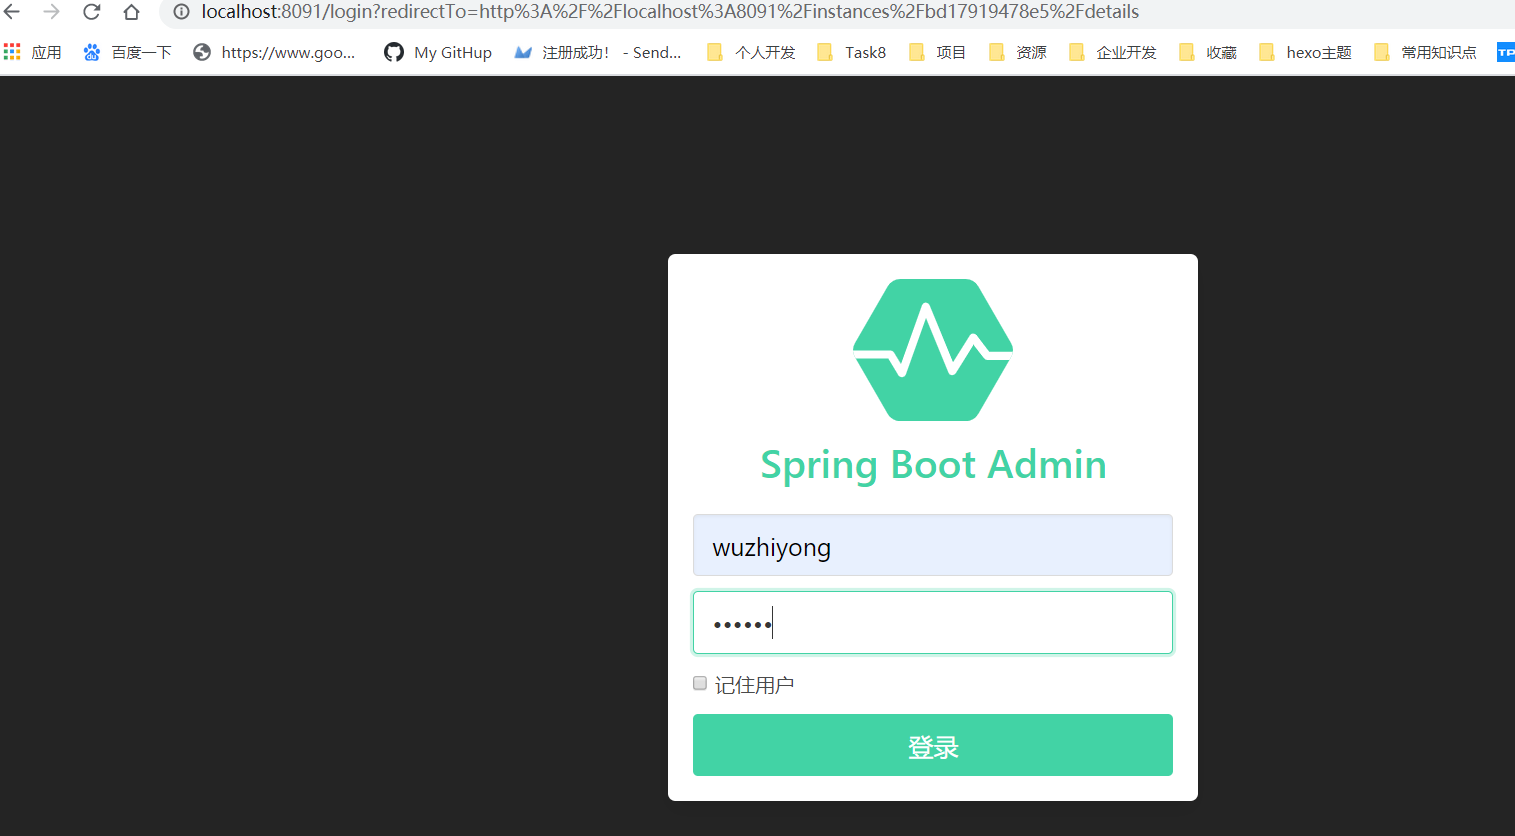 localhost:8091/login?redirectTo=http%3A%2F%2Flocalhost%3A8091%2Finstances%2Fbd17919478e5%2Fdetails
应用 百度一下 https://www.goo... My GitHup 注册成功! - Send... 个人开发 Task8 项目 资源 企业开发 收藏 hexo主题 常用知识点 TP
Spring Boot Admin
wuzhiyong
••••••
记住用户
登录